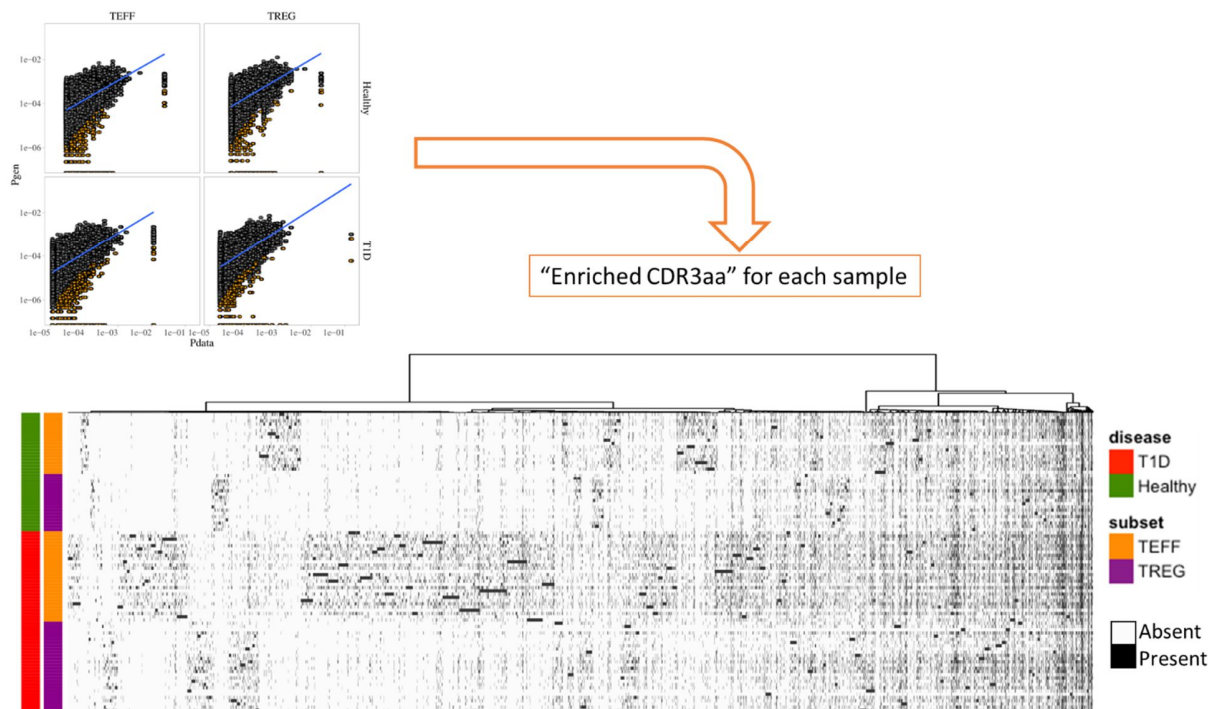 TEFF TREG
1e-02
1e-04
1e-06
Healthy
Pgen
1e-02
1e-04
1e-06
T1D
1e-05 1e-04 1e-03 1e-02 1e-01 1e-05 1e-04 1e-03 1e-02 1e-01
Pdata
“Enriched CDR3aa” for each sample
disease
T1D
Healthy
subset
TEFF
TREG
Absent
Present